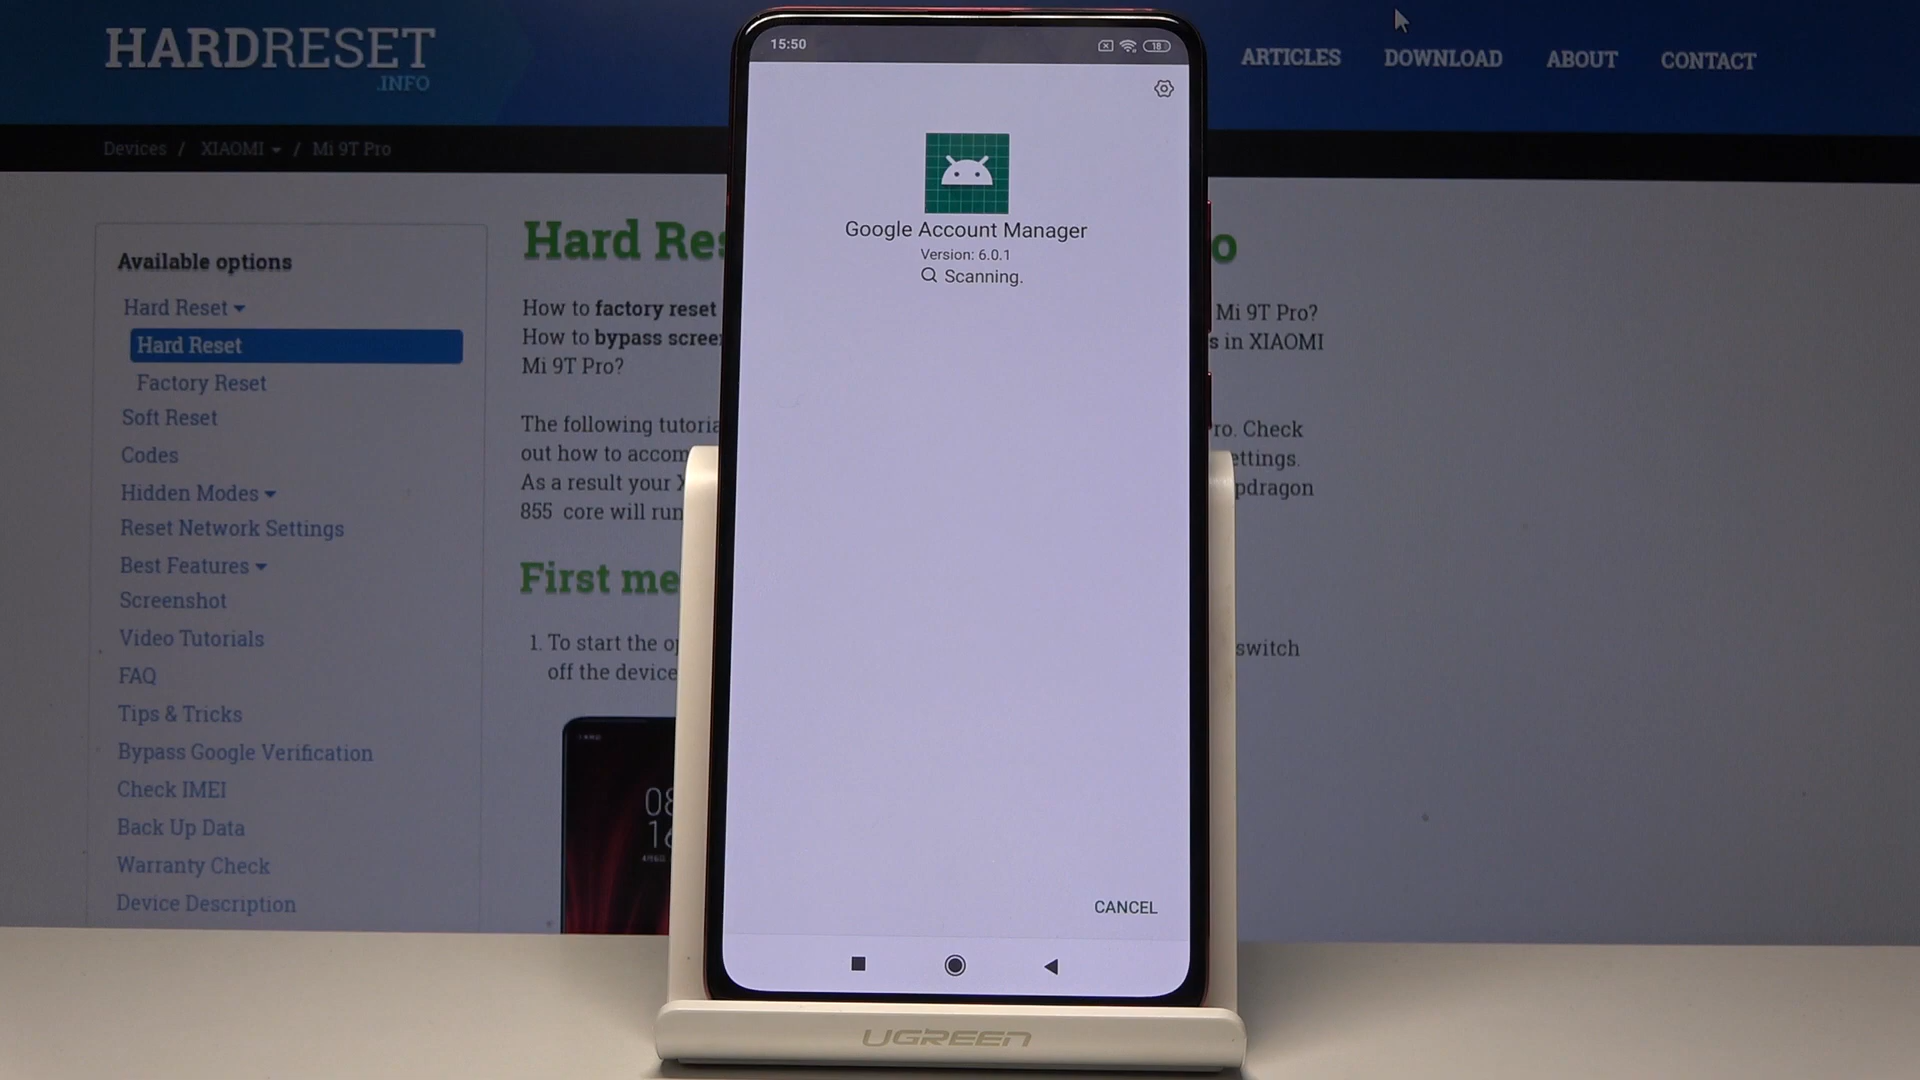 HARDRESET
.INFO
ARTICLES
DOWNLOAD
ABOUT
CONTACT
Devices / XIAOMI / Mi 9T Pro
Available options
Hard Reset
Hard Reset
Factory Reset
Soft Reset
Codes
Hidden Modes
Reset Network Settings
Best Features
Screenshot
Video Tutorials
FAQ
Tips & Tricks
Bypass Google Verification
Check IMEI
Back Up Data
Warranty Check
Device Description
Hard Res
o
How to factory reset
Mi 9T Pro?
How to bypass scree
s in XIAOMI
Mi 9T Pro?
The following tutoria
ro. Check
out how to accom
ettings.
As a result your X
pdragon
855 core will run
First me
1. To start the op
switch
off the device
08
16
15:50
18
Google Account Manager
Version: 6.0.1
Scanning.
CANCEL
UGREEN